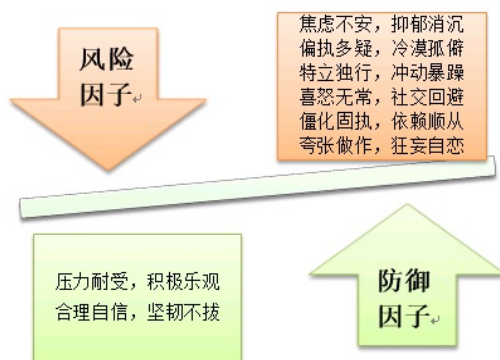 风险
因子
焦虑不安，抑郁消沉
偏执多疑，冷漠孤僻
特立独行，冲动暴躁
喜怒无常，社交回避
僵化固执，依赖顺从
夸张做作，狂妄自恋
压力耐受，积极乐观
合理自信，坚韧不拔
防御
因子